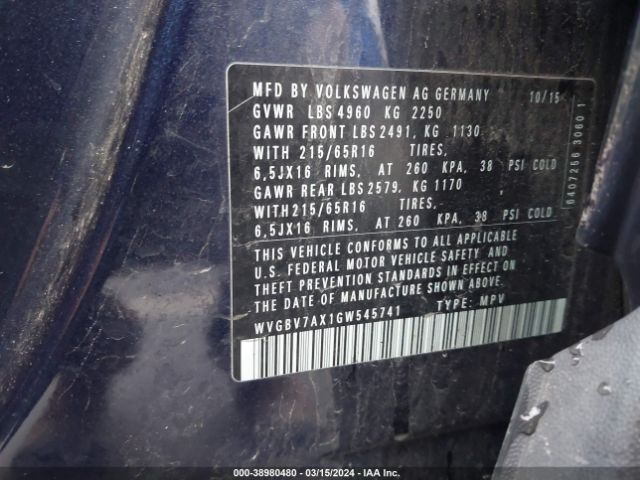 MFD BY VOLKSWAGEN AG GERMANY 10/15
GVWR LBS 4960 KG 2250
GAWR FRONT LBS 2491, KG 1130
WITH 215/65R16 TIRES,
6,5JX16 RIMS, AT 260 KPA, 38 PSI COLD
GAWR REAR LBS 2579, KG 1170
WITH 215/65R16 TIRES,
6,5JX16 RIMS, AT 260 KPA, 38 PSI COLD
THIS VEHICLE CONFORMS TO ALL APPLICABLE
U.S. FEDERAL MOTOR VEHICLE SAFETY AND
THEFT PREVENTION STANDARDS IN EFFECT ON
THE DATE OF MANUFACTURE SHOWN ABOVE.
WVGBV7AX1GW545741 TYPE: MPV
6407256 30601
000-38980480 - 03/15/2024 - IAA Inc.